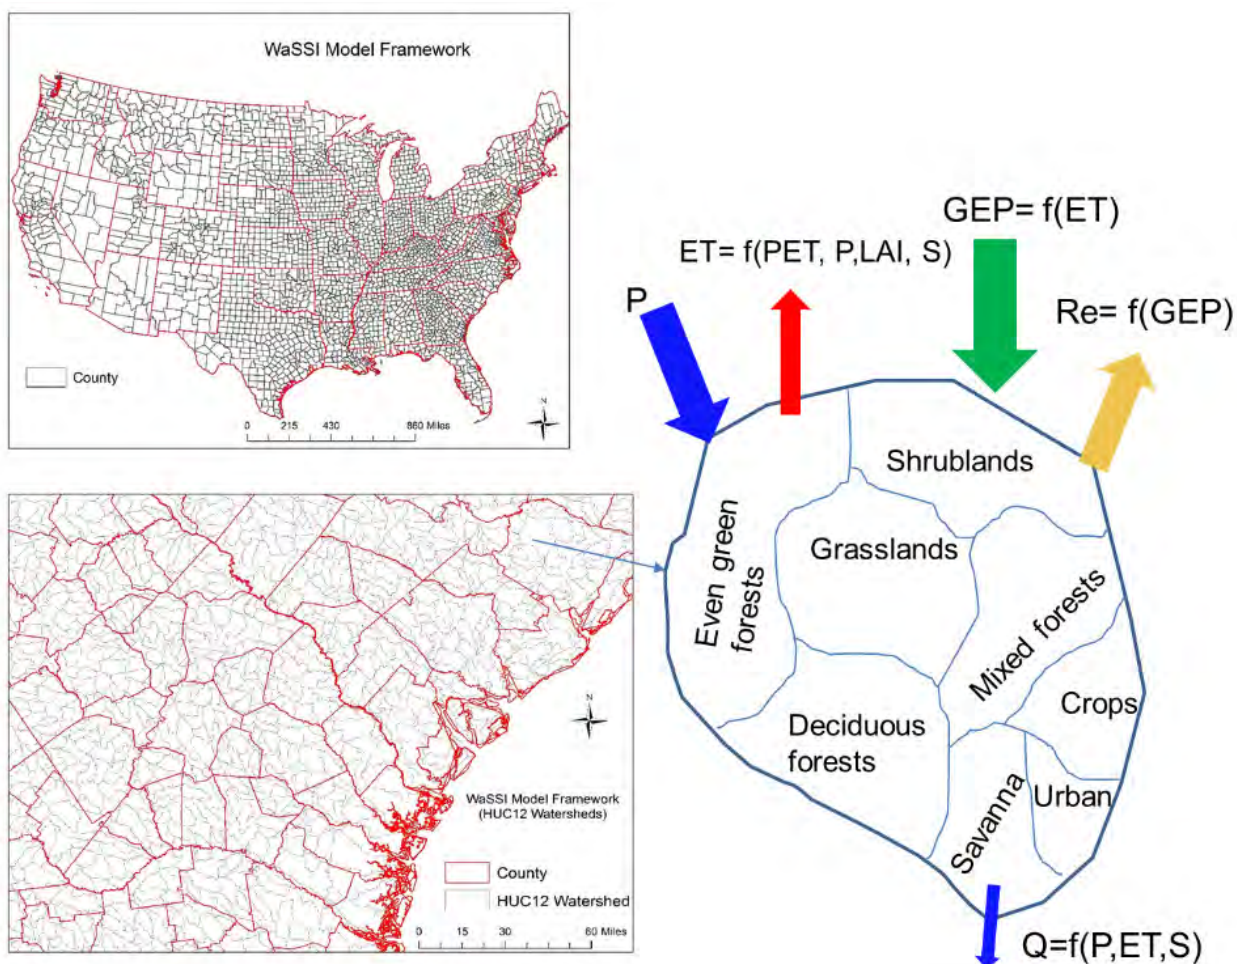 WaSSI Model Framework
County
N
0 215 430 860 Miles
N
WaSSI Model Framework
(HUC12 Watersheds)
County
HUC12 Watershed
0 15 30 60 Miles
GEP= f(ET)
ET= f(PET, P,LAI, S)
P
Re= f(GEP)
Shrublands
Grasslands
Even green
forests
Mixed forests
Crops
Deciduous
forests
Urban
Savanna
Q=f(P,ET,S)